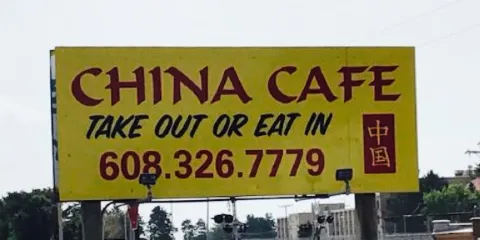 CHINA CAFE
TAKE OUT OR EAT IN
608.326.7779
中国